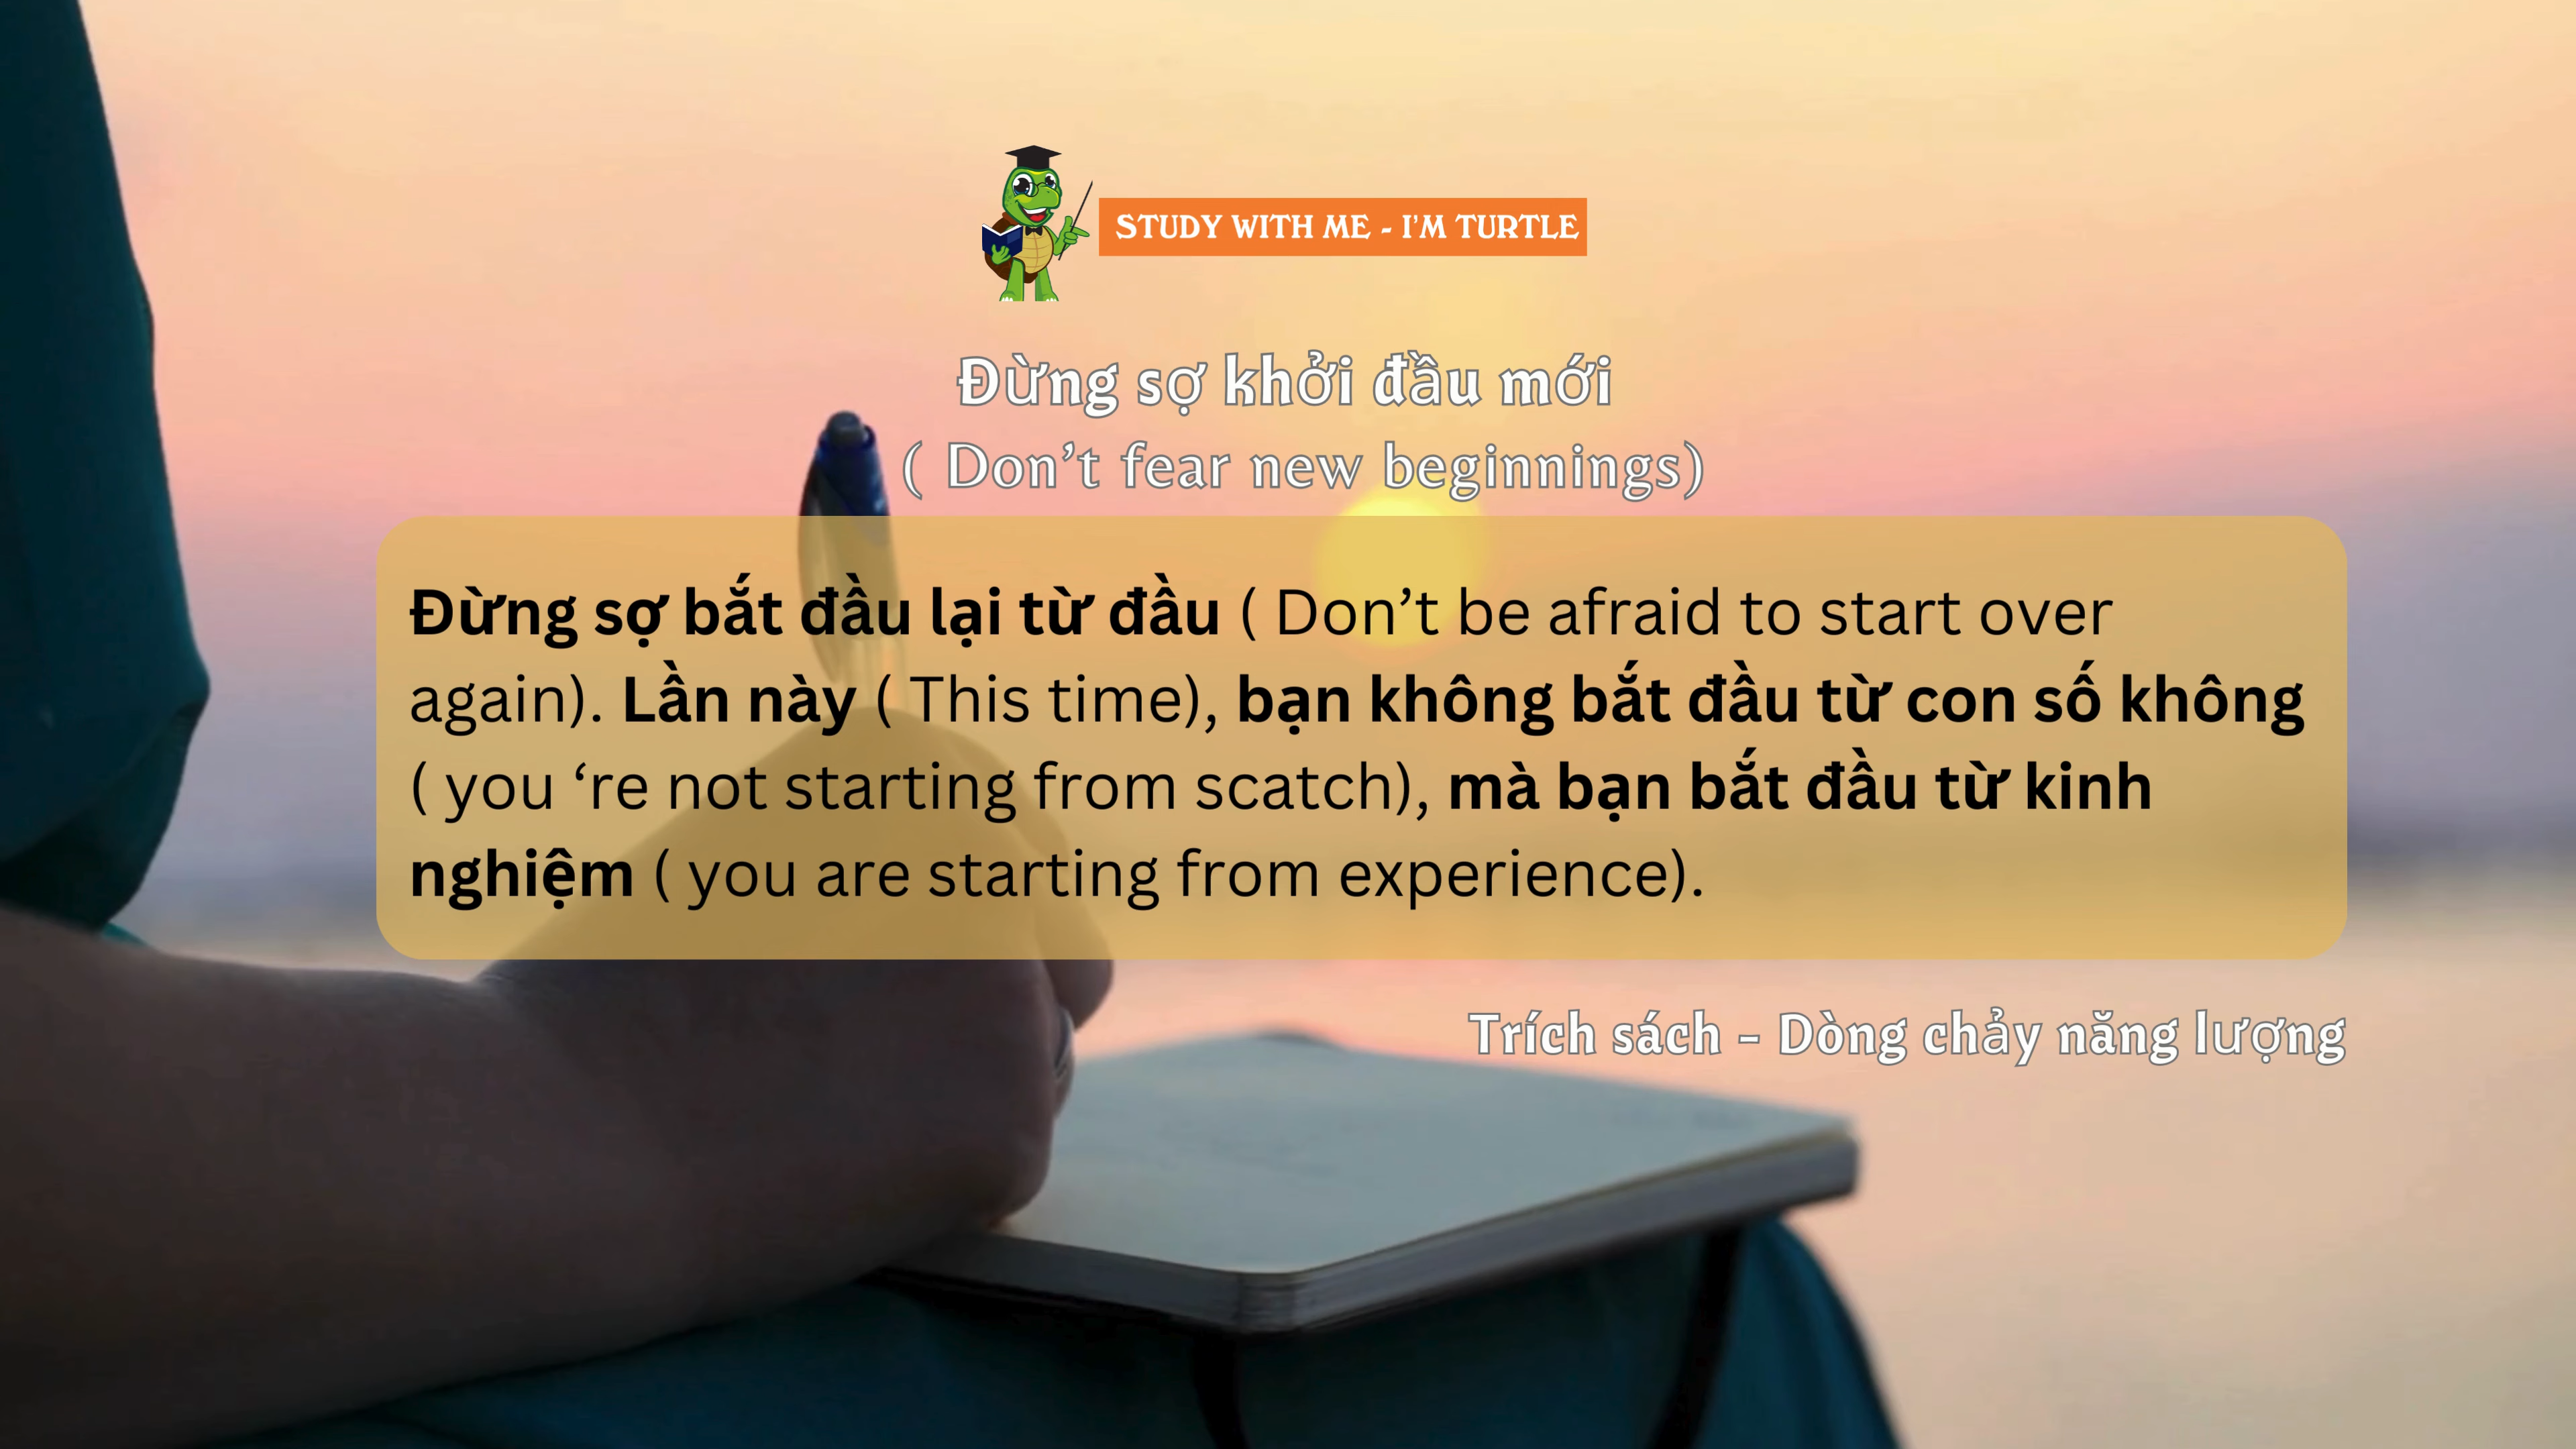 STUDY WITH ME - I'M TURTLE
Đừng sợ khởi đầu mới
( Don’t fear new beginnings)
Đừng sợ bắt đầu lại từ đầu ( Don’t be afraid to start over
again). Lần này ( This time), bạn không bắt đầu từ con số không
( you ‘re not starting from scatch), mà bạn bắt đầu từ kinh
nghiệm ( you are starting from experience).
Trích sách - Dòng chảy năng lượng